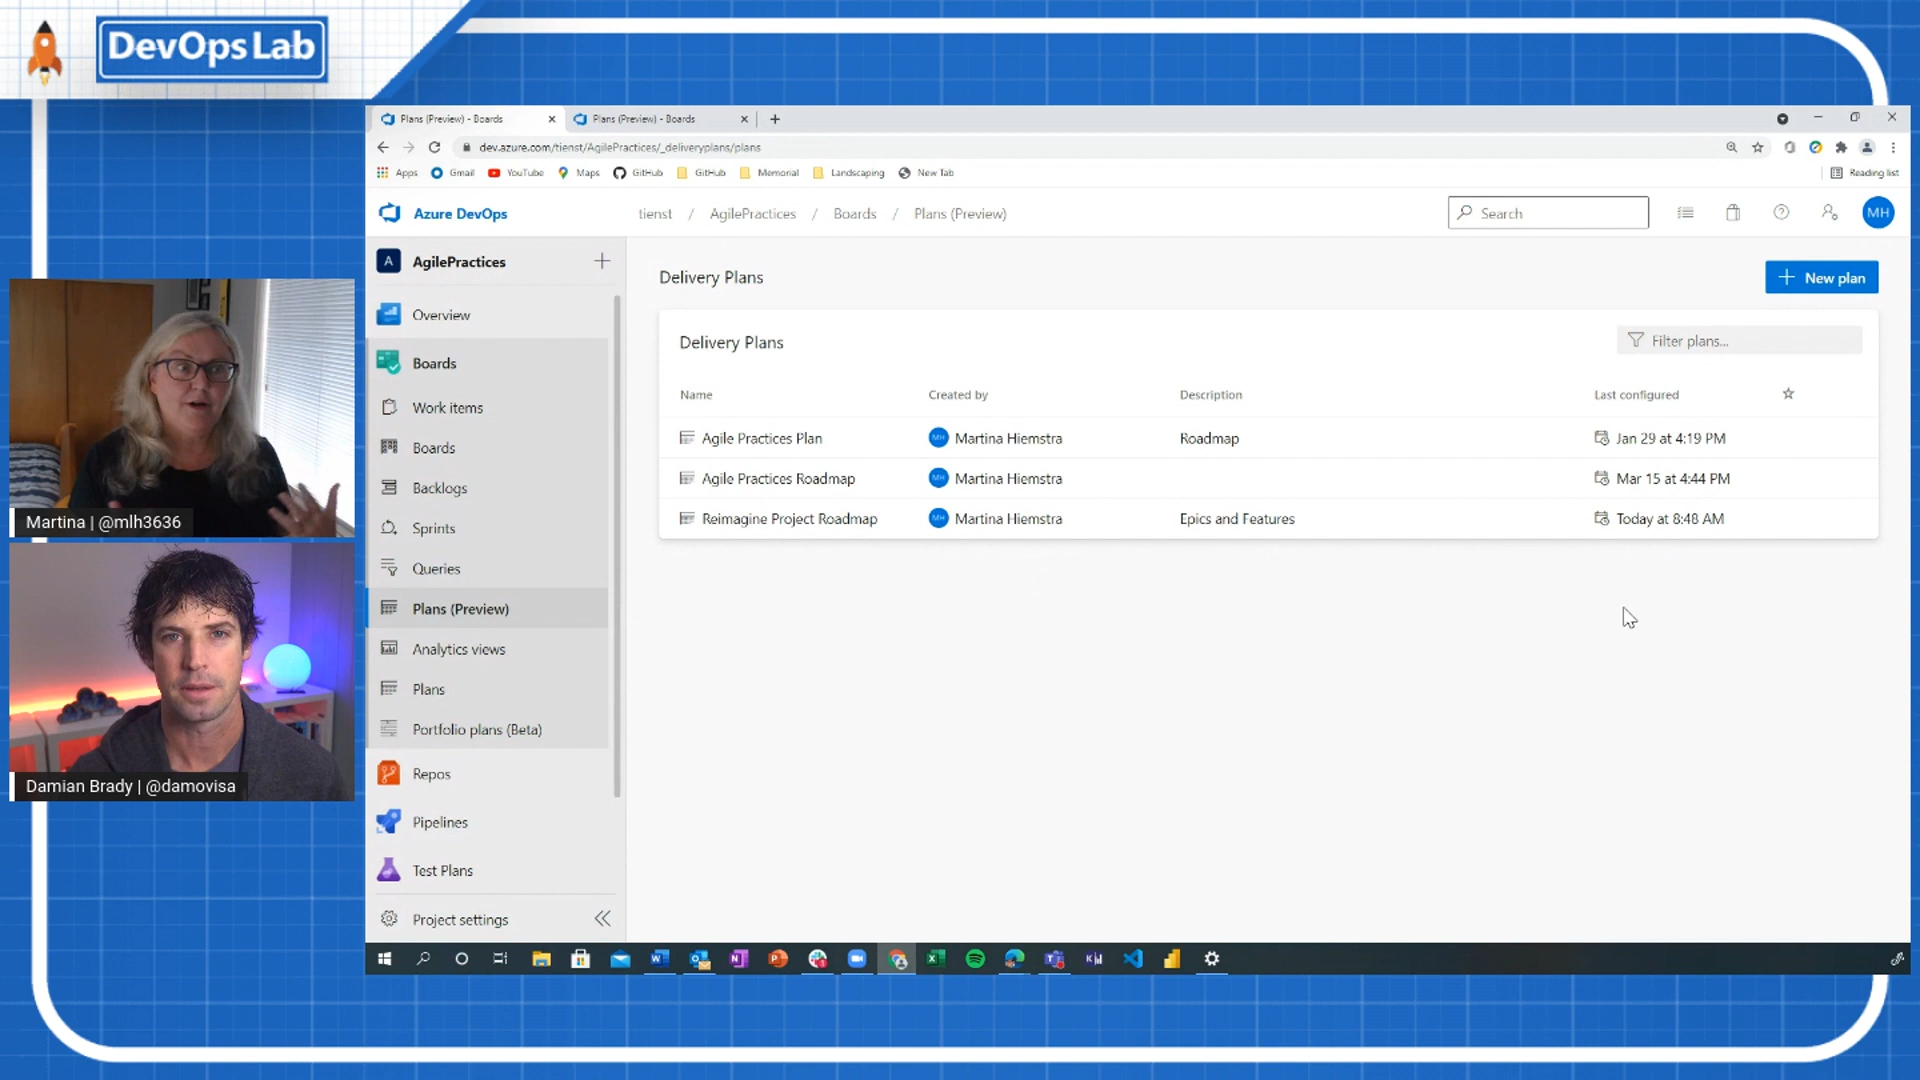 DevOps Lab
Plans (Preview) - Boards
Plans (Preview) - Boards
dev.azure.com/tienst/AgilePractices/_deliveryplans/plans
Apps Gmail YouTube Maps GitHub GitHub Memorial Landscaping New Tab Reading list
Azure DevOps
tienst / AgilePractices / Boards / Plans (Preview)
Search
MH
A AgilePractices
Overview
Boards
Work items
Boards
Backlogs
Sprints
Queries
Plans (Preview)
Analytics views
Plans
Portfolio plans (Beta)
Repos
Pipelines
Test Plans
Project settings
Delivery Plans
New plan
Delivery Plans
Filter plans...
Name Created by Description Last configured
Agile Practices Plan MH Martina Hiemstra Roadmap Jan 29 at 4:19 PM
Agile Practices Roadmap MH Martina Hiemstra Mar 15 at 4:44 PM
Reimagine Project Roadmap MH Martina Hiemstra Epics and Features Today at 8:48 AM
Martina | @mlh3636
Damian Brady | @damovisa